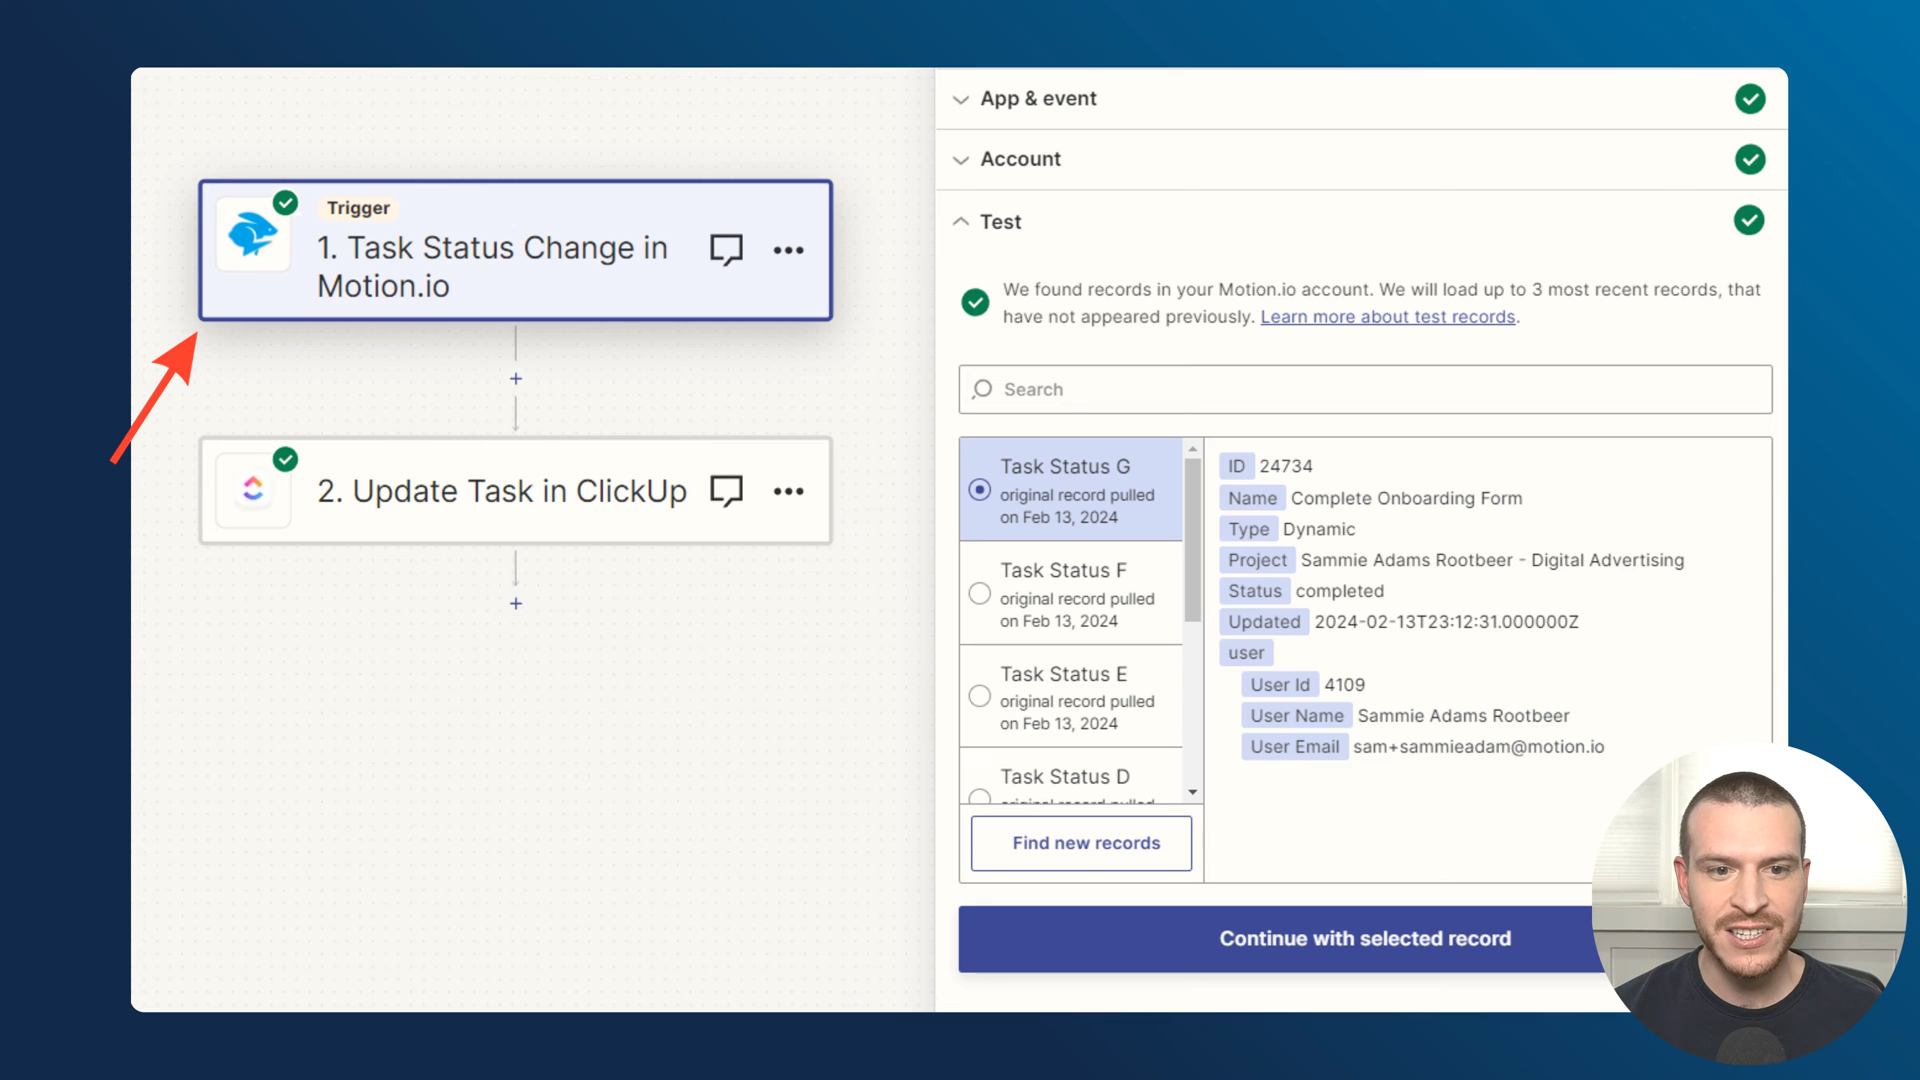 Trigger
1. Task Status Change in
Motion.io
+
2. Update Task in ClickUp
+
App & event
Account
Test
We found records in your Motion.io account. We will load up to 3 most recent records, that
have not appeared previously. Learn more about test records.
Search
Task Status G
original record pulled
on Feb 13, 2024
Task Status F
original record pulled
on Feb 13, 2024
Task Status E
original record pulled
on Feb 13, 2024
Task Status D
original record pulled
Find new records
ID 24734
Name Complete Onboarding Form
Type Dynamic
Project Sammie Adams Rootbeer - Digital Advertising
Status completed
Updated 2024-02-13T23:12:31.000000Z
user
User Id 4109
User Name Sammie Adams Rootbeer
User Email sam+sammieadam@motion.io
Continue with selected record